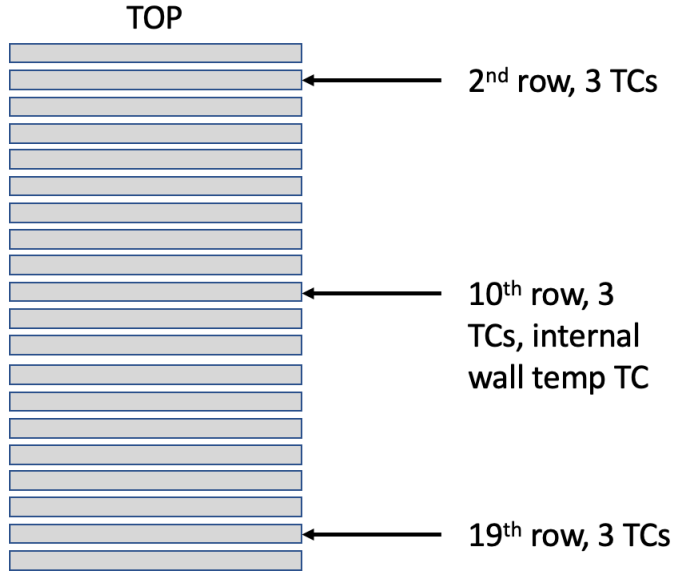 TOP
2nd row, 3 TCs
10th row, 3
TCs, internal
wall temp TC
19th row, 3 TCs